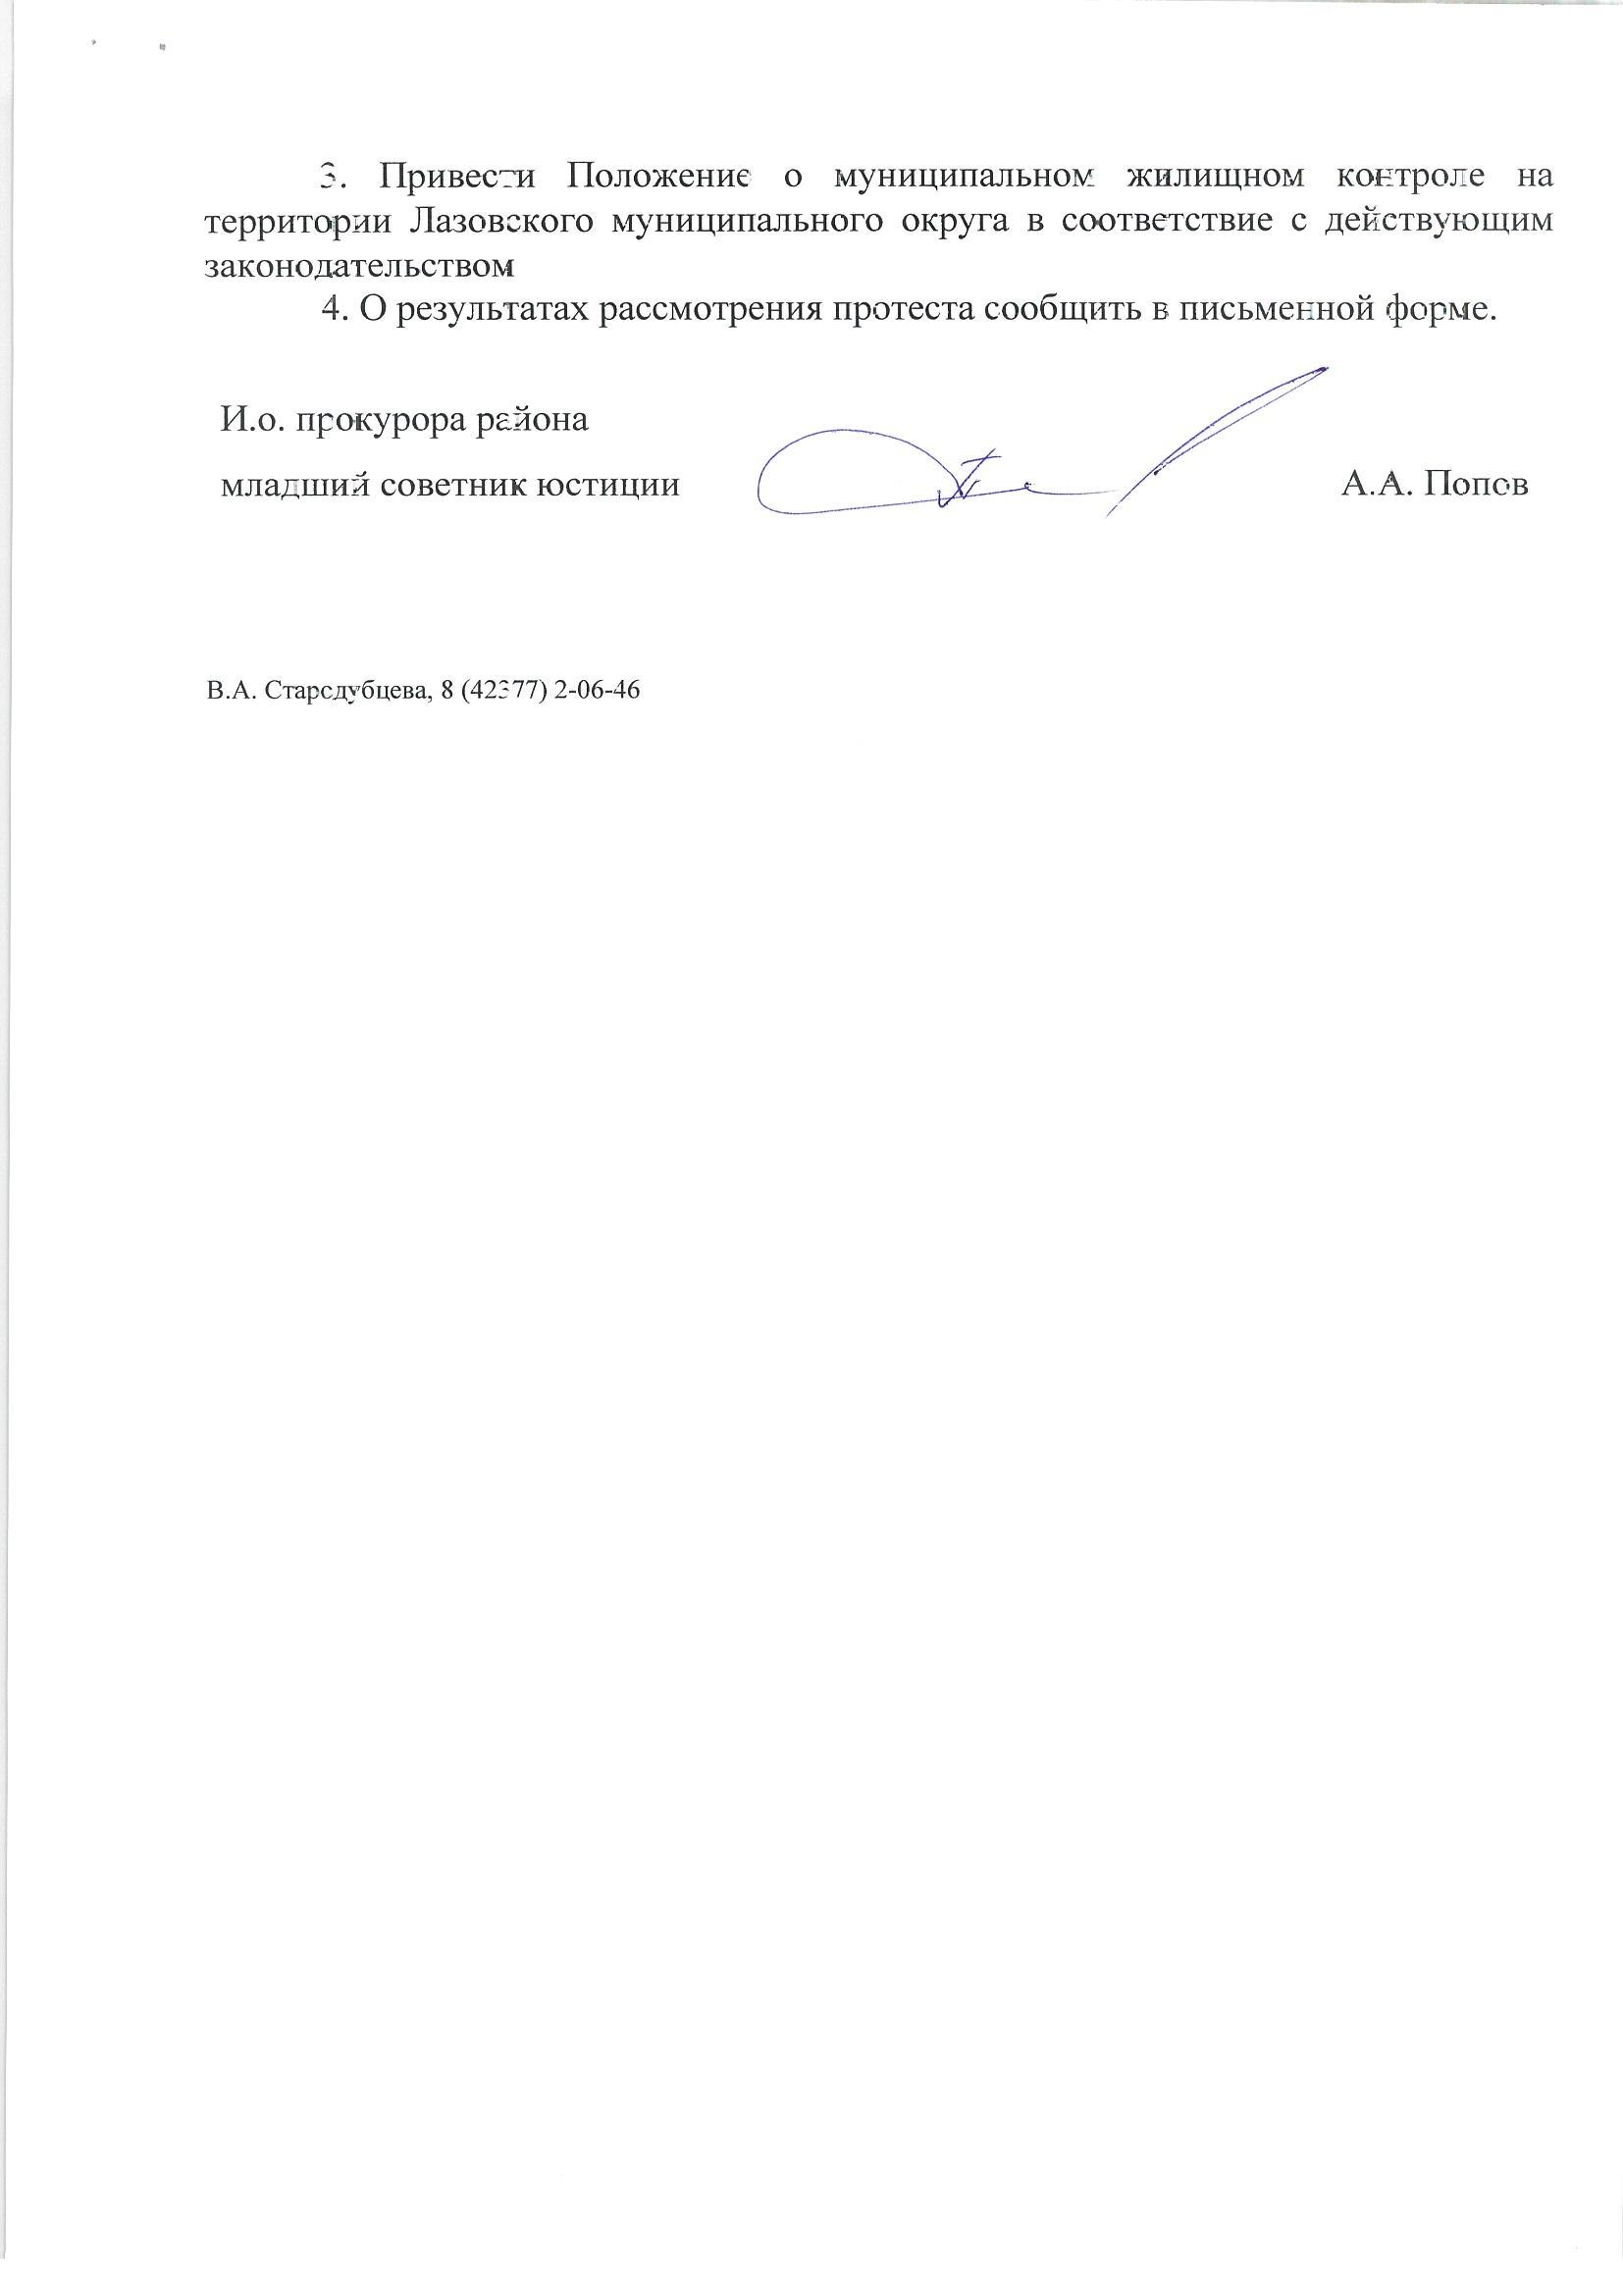 3. Привести Положение о муниципальном жилищном контроле на
территории Лазовского муниципального округа в соответствие с действующим
законодательством
4. О результатах рассмотрения протеста сообщить в письменной форме.
И.о. прокурора района
младший советник юстиции
А.А. Попов
В.А. Стародубцева, 8 (42377) 2-06-46